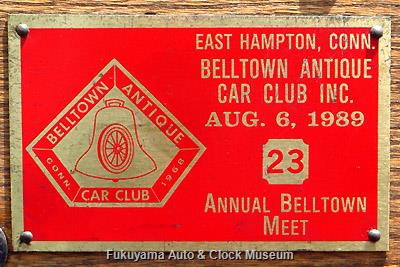 EAST HAMPTON, CONN.
BELLTOWN ANTIQUE
CAR CLUB INC.
AUG. 6, 1989
23
ANNUAL BELLTOWN
MEET
BELLTOWN ANTIQUE
CONN. CAR CLUB 1968
Fukuyama Auto & Clock Museum